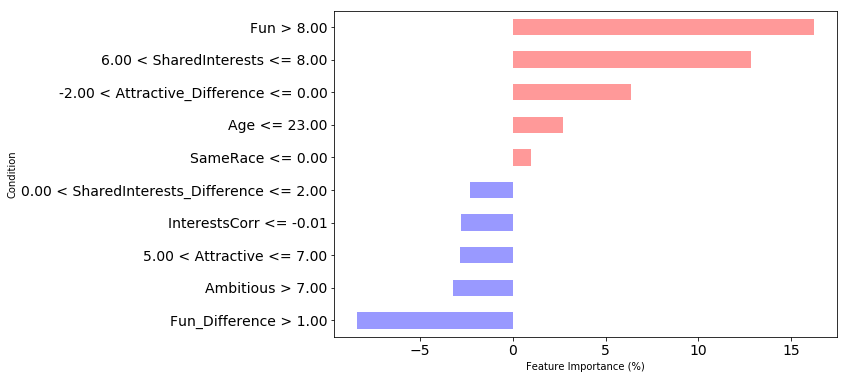 Fun > 8.00
6.00 < SharedInterests <= 8.00
-2.00 < Attractive_Difference <= 0.00
Age <= 23.00
SameRace <= 0.00
0.00 < SharedInterests_Difference <= 2.00
InterestsCorr <= -0.01
5.00 < Attractive <= 7.00
Ambitious > 7.00
Fun_Difference > 1.00
Condition
−5 0 5 10 15
Feature Importance (%)